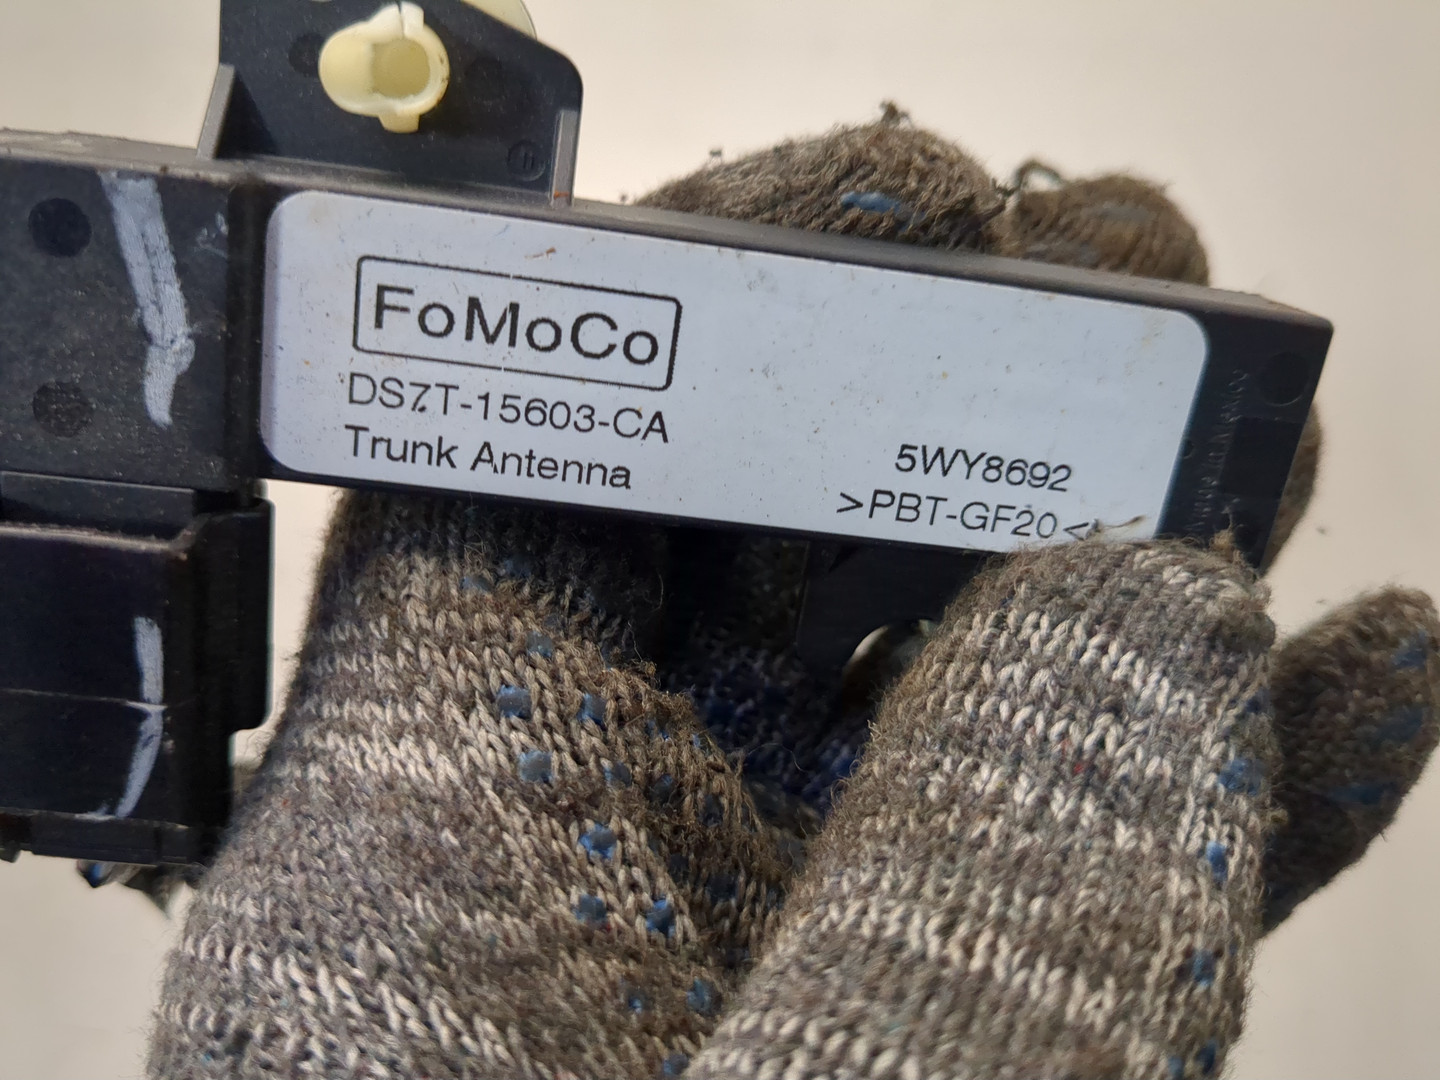 FoMoCo
DS7T-15603-CA
Trunk Antenna
5WY8692
>PBT-GF20<